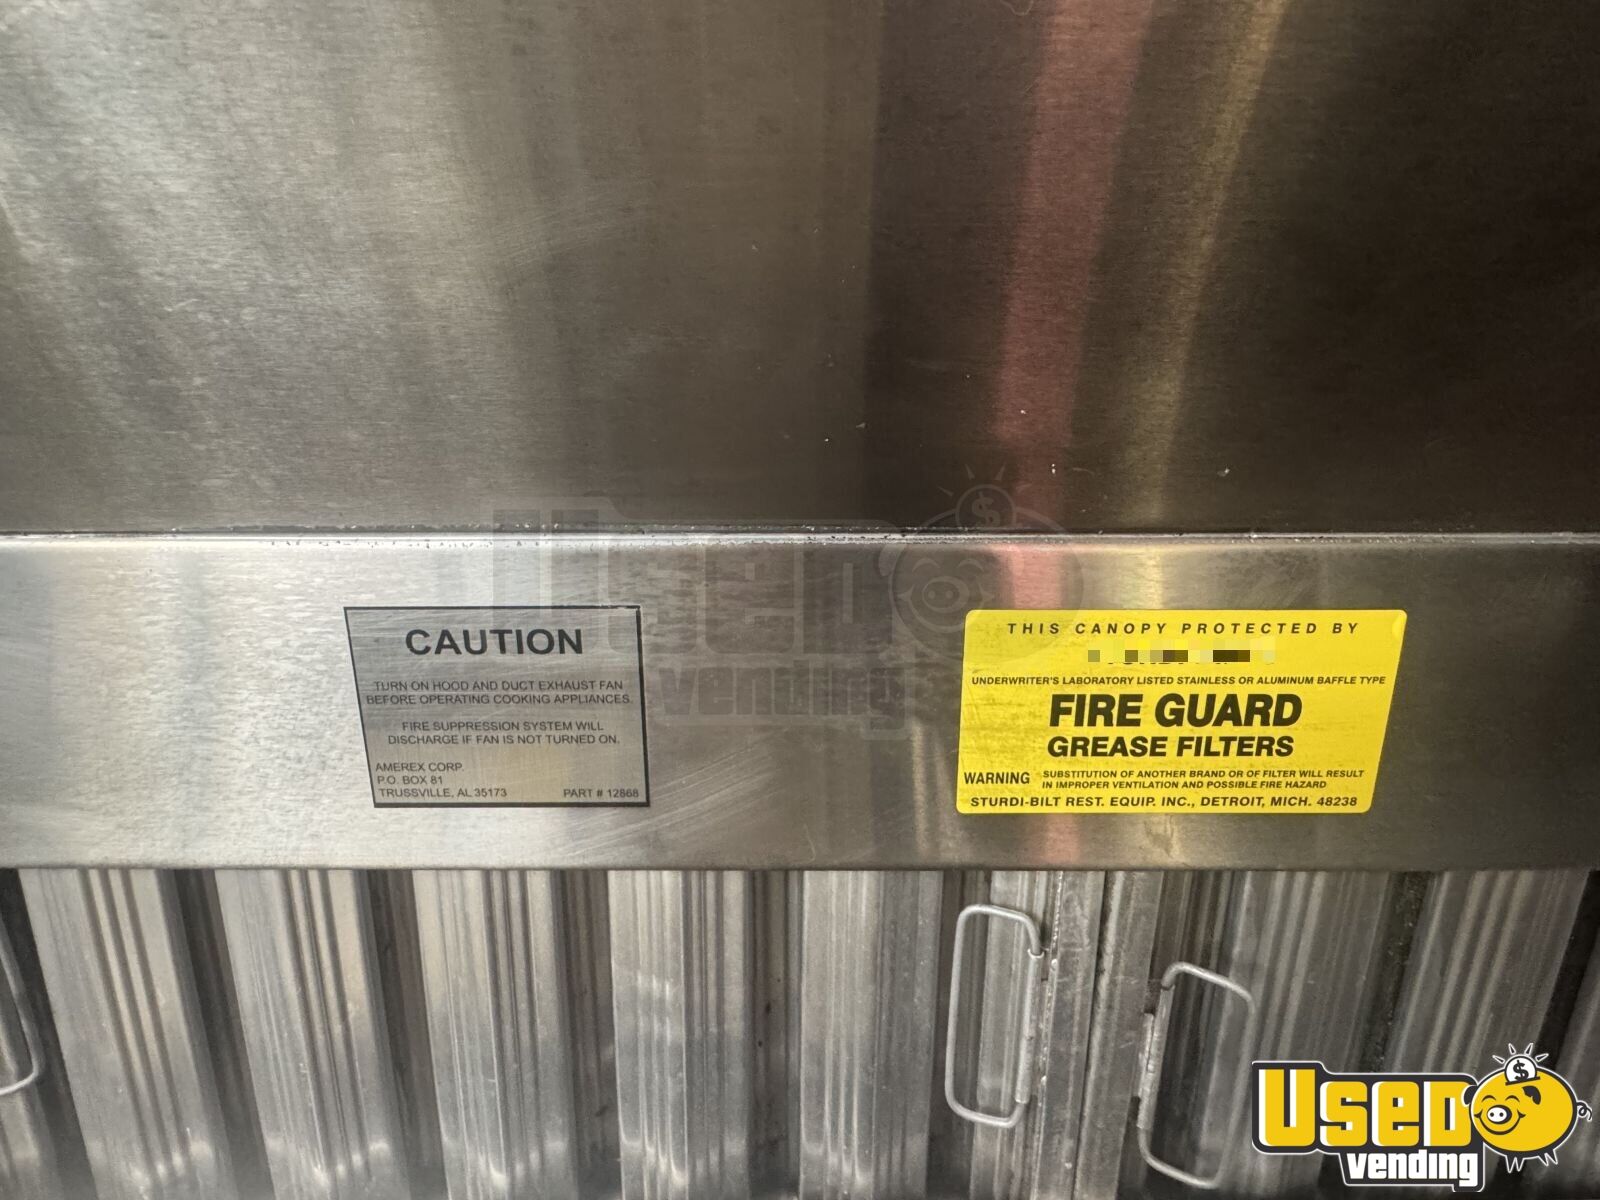 CAUTION
TURN ON HOOD AND DUCT EXHAUST FAN
BEFORE OPERATING COOKING APPLIANCES.
FIRE SUPPRESSION SYSTEM WILL
DISCHARGE IF FAN IS NOT TURNED ON.
AMEREX CORP.
P.O. BOX 81
TRUSSVILLE, AL 35173 PART # 12868
THIS CANOPY PROTECTED BY
UNDERWRITER'S LABORATORY LISTED STAINLESS OR ALUMINUM BAFFLE TYPE
FIRE GUARD
GREASE FILTERS
WARNING SUBSTITUTION OF ANOTHER BRAND OR OF FILTER WILL RESULT
IN IMPROPER VENTILATION AND POSSIBLE FIRE HAZARD
STURDI-BILT REST. EQUIP. INC., DETROIT, MICH. 48238
Used
vending
$
Used
vending
$